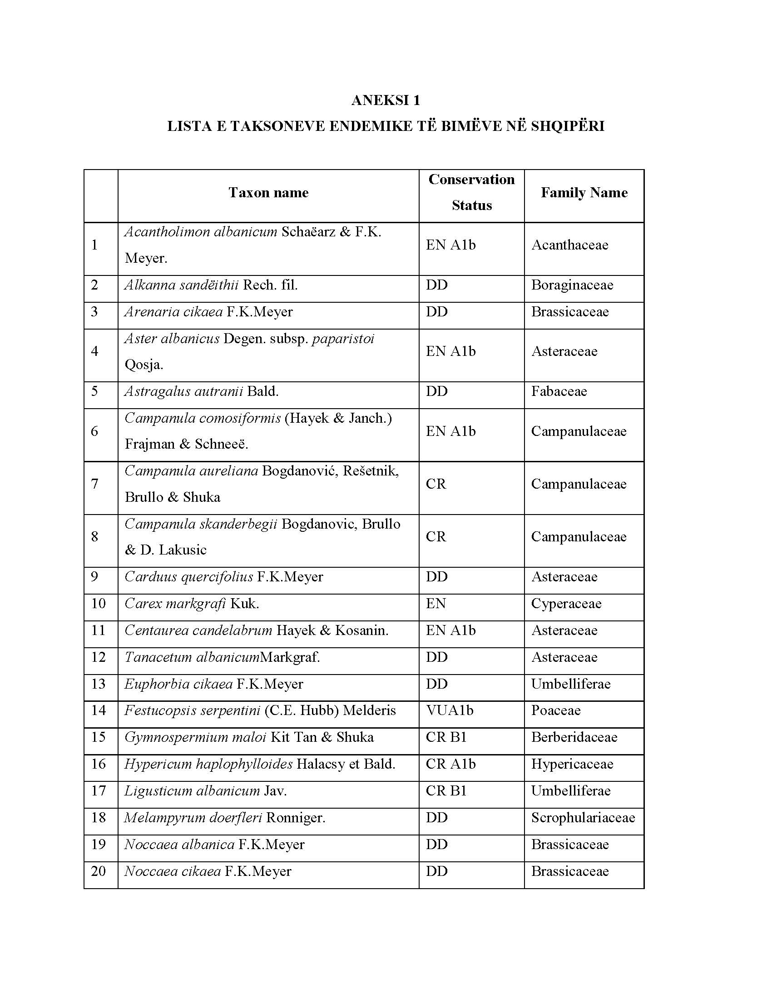 ANEKSI 1
LISTA E TAKSONEVE ENDEMIKE TË BIMËVE NË SHQIPËRI
Taxon name Conservation Status Family Name
1 Acantholimon albanicum Schaëarz & F.K. Meyer. EN A1b Acanthaceae
2 Alkanna sandëithii Rech. fil. DD Boraginaceae
3 Arenaria cikaea F.K.Meyer DD Brassicaceae
4 Aster albanicus Degen. subsp. paparistoi Qosja. EN A1b Asteraceae
5 Astragalus autranii Bald. DD Fabaceae
6 Campanula comosiformis (Hayek & Janch.) Frajman & Schneeë. EN A1b Campanulaceae
7 Campanula aureliana Bogdanović, Rešetnik, Brullo & Shuka CR Campanulaceae
8 Campanula skanderbegii Bogdanovic, Brullo & D. Lakusic CR Campanulaceae
9 Carduus quercifolius F.K.Meyer DD Asteraceae
10 Carex markgrafi Kuk. EN Cyperaceae
11 Centaurea candelabrum Hayek & Kosanin. EN A1b Asteraceae
12 Tanacetum albanicumMarkgraf. DD Asteraceae
13 Euphorbia cikaea F.K.Meyer DD Umbelliferae
14 Festucopsis serpentini (C.E. Hubb) Melderis VUA1b Poaceae
15 Gymnospermium maloi Kit Tan & Shuka CR B1 Berberidaceae
16 Hypericum haplophylloides Halacsy et Bald. CR A1b Hypericaceae
17 Ligusticum albanicum Jav. CR B1 Umbelliferae
18 Melampyrum doerfleri Ronniger. DD Scrophulariaceae
19 Noccaea albanica F.K.Meyer DD Brassicaceae
20 Noccaea cikaea F.K.Meyer DD Brassicaceae